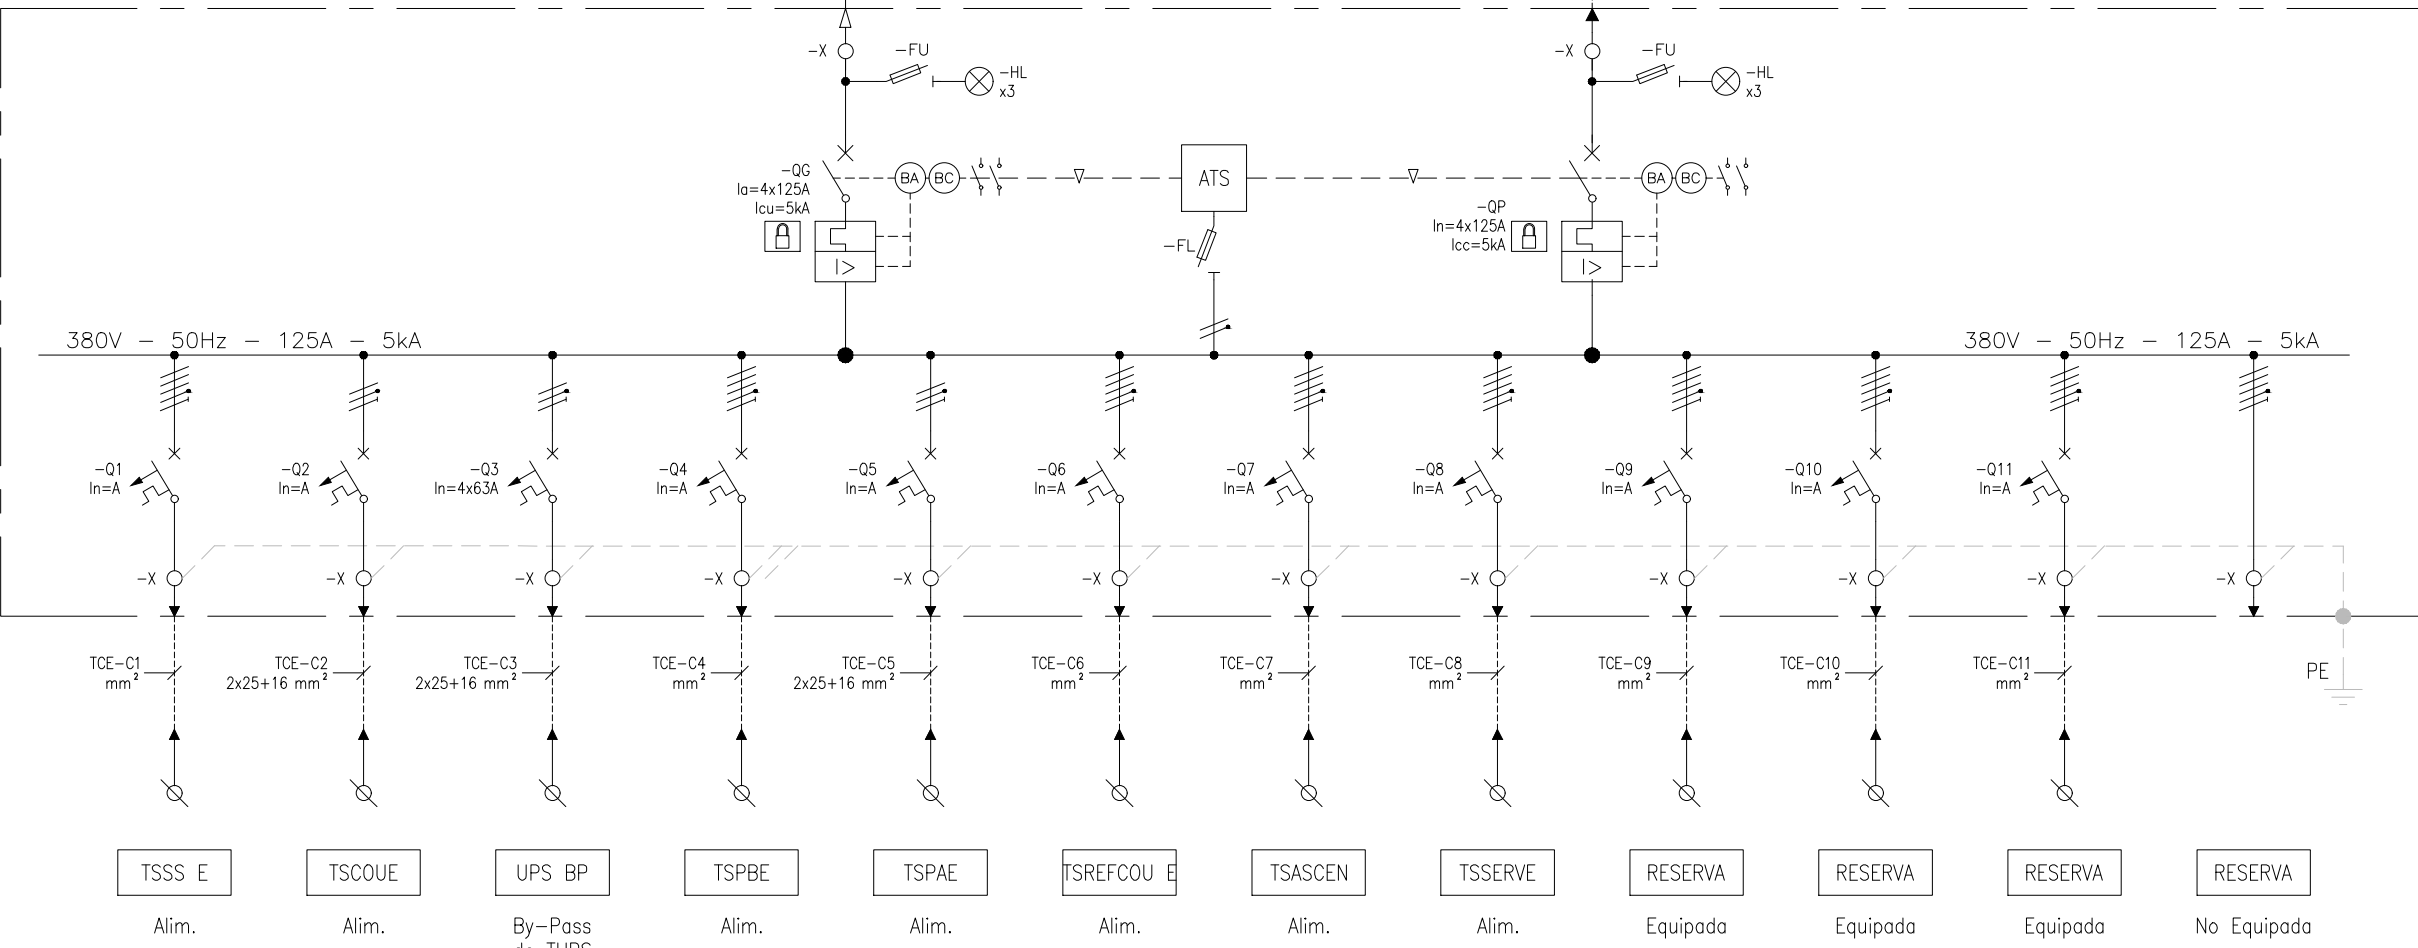 -X
-FU
-HL
x3
-X
-FU
-HL
x3
-QG
Ia=4x125A
Icu=5kA
BA
BC
ATS
-FL
-QP
In=4x125A
Icc=5kA
BA
BC
I>
I>
380V - 50Hz - 125A - 5kA
380V - 50Hz - 125A - 5kA
-Q1
In=A
-Q2
In=A
-Q3
In=4x63A
-Q4
In=A
-Q5
In=A
-Q6
In=A
-Q7
In=A
-Q8
In=A
-Q9
In=A
-Q10
In=A
-Q11
In=A
-X
-X
-X
-X
-X
-X
-X
-X
-X
-X
-X
-X
TCE-C1
mm²
TCE-C2
2x25+16 mm²
TCE-C3
2x25+16 mm²
TCE-C4
mm²
TCE-C5
2x25+16 mm²
TCE-C6
mm²
TCE-C7
mm²
TCE-C8
mm²
TCE-C9
mm²
TCE-C10
mm²
TCE-C11
mm²
PE
TSSS E
TSCOUE
UPS BP
TSPBE
TSPAE
TSREFCOU E
TSASCEN
TSSERVE
RESERVA
RESERVA
RESERVA
RESERVA
Alim.
Alim.
By-Pass
Alim.
Alim.
Alim.
Alim.
Alim.
Equipada
Equipada
Equipada
No Equipada